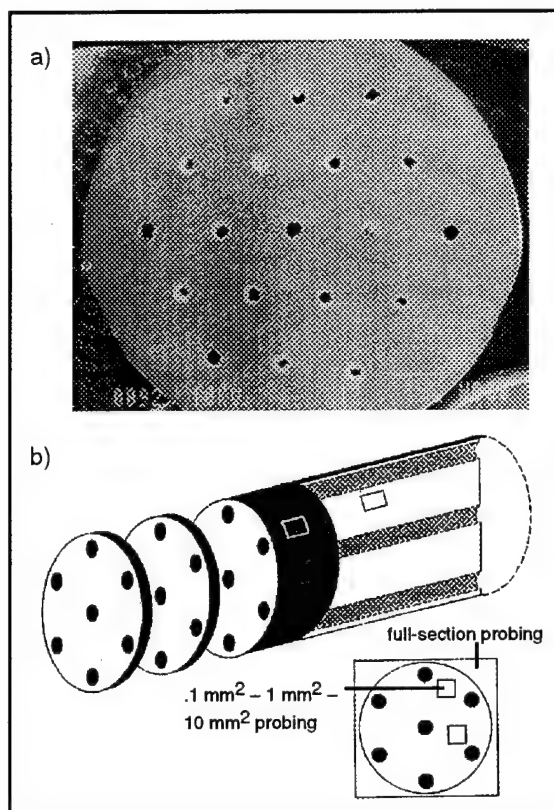 a)
b)
full-section probing
.1 mm² – 1 mm² –
10 mm² probing